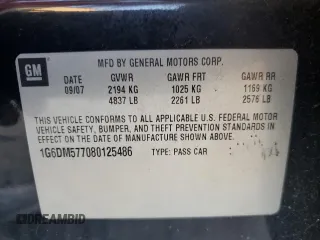 GM
MFD BY GENERAL MOTORS CORP.
DATE GVWR GAWR FRT GAWR RR
09/07 2194 KG 1025 KG 1169 KG
4837 LB 2261 LB 2576 LB
THIS VEHICLE CONFORMS TO ALL APPLICABLE U.S. FEDERAL MOTOR
VEHICLE SAFETY, BUMPER, AND THEFT PREVENTION STANDARDS IN
EFFECT ON THE DATE OF MANUFACTURE SHOWN ABOVE.
1G6DM577080125486 TYPE: PASS CAR
BIDHISTORY